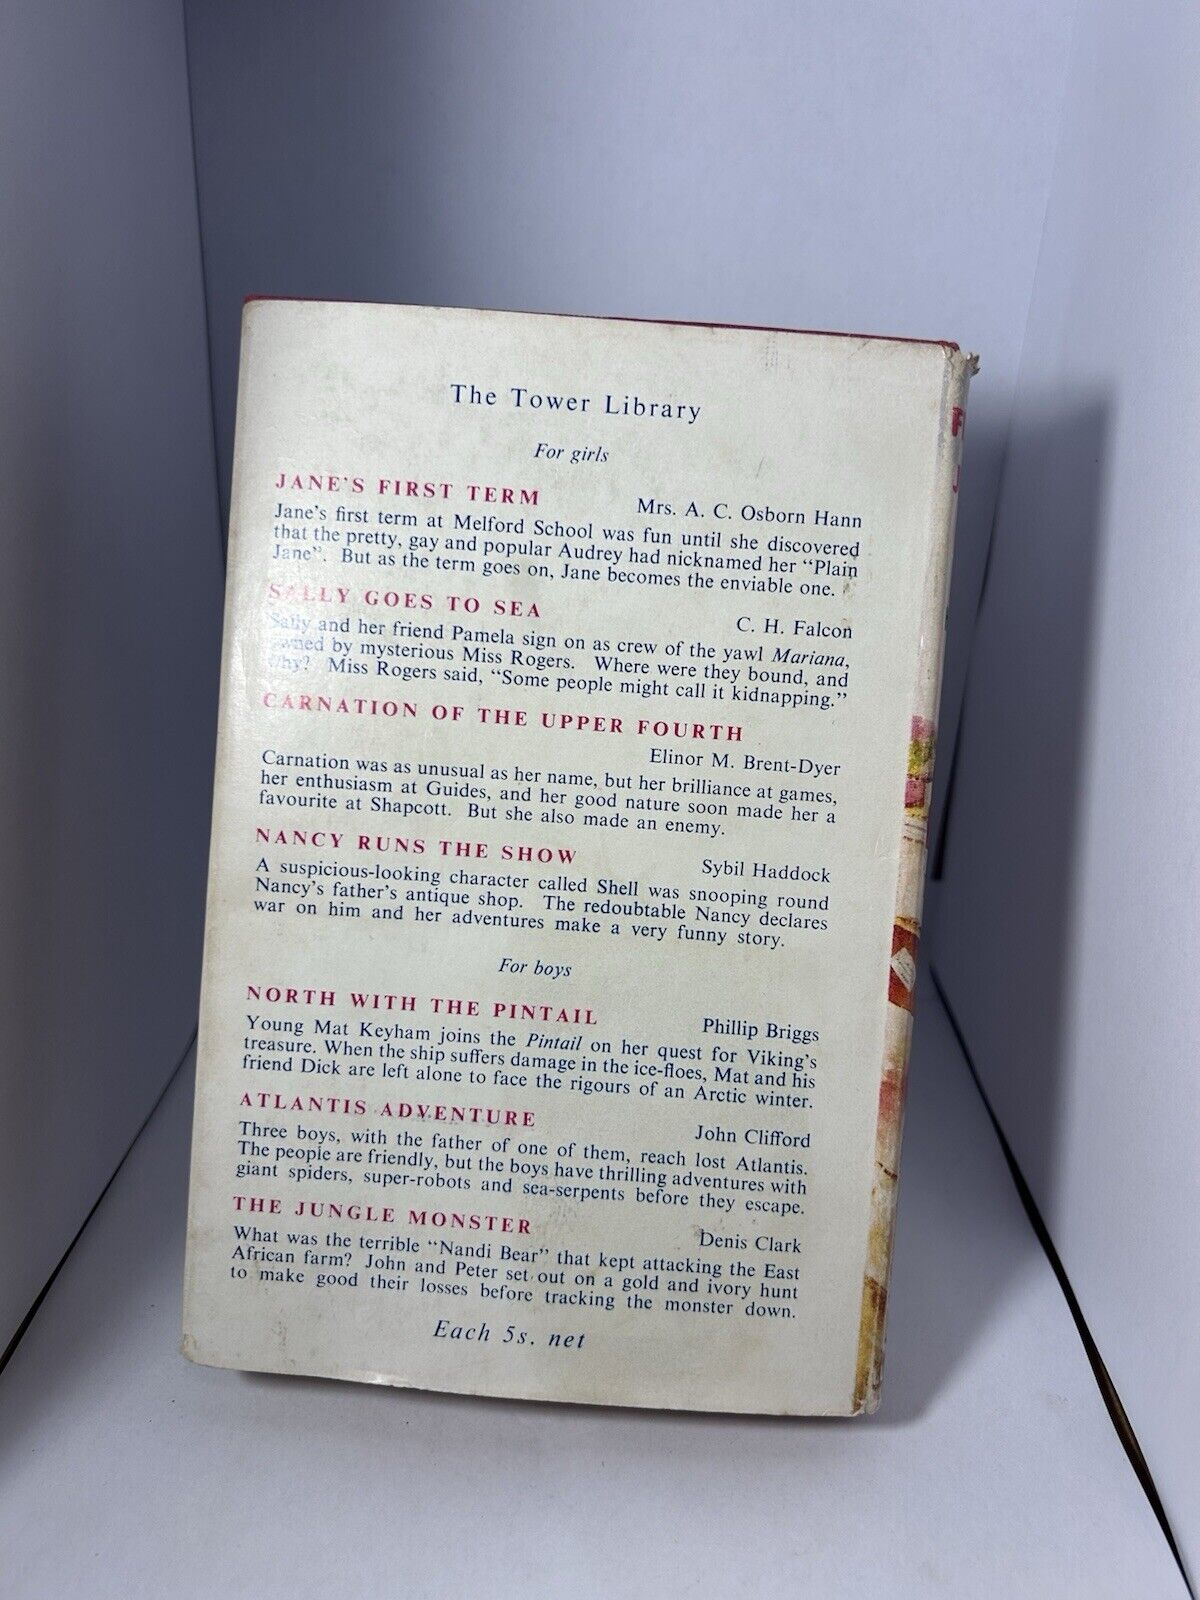 The Tower Library
For girls
JANE'S FIRST TERM Mrs. A. C. Osborn Hann
Jane's first term at Melford School was fun until she discovered
that the pretty, gay and popular Audrey had nicknamed her "Plain
Jane". But as the term goes on, Jane becomes the enviable one.
SALLY GOES TO SEA C. H. Falcon
Sally and her friend Pamela sign on as crew of the yawl Mariana,
owned by mysterious Miss Rogers. Where were they bound, and
why? Miss Rogers said, "Some people might call it kidnapping."
CARNATION OF THE UPPER FOURTH
Elinor M. Brent-Dyer
Carnation was as unusual as her name, but her brilliance at games,
her enthusiasm at Guides, and her good nature soon made her a
favourite at Shapcott. But she also made an enemy.
NANCY RUNS THE SHOW Sybil Haddock
A suspicious-looking character called Shell was snooping round
Nancy's father's antique shop. The redoubtable Nancy declares
war on him and her adventures make a very funny story.
For boys
NORTH WITH THE PINTAIL Phillip Briggs
Young Mat Keyham joins the Pintail on her quest for Viking's
treasure. When the ship suffers damage in the ice-floes, Mat and his
friend Dick are left alone to face the rigours of an Arctic winter.
ATLANTIS ADVENTURE John Clifford
Three boys, with the father of one of them, reach lost Atlantis.
The people are friendly, but the boys have thrilling adventures with
giant spiders, super-robots and sea-serpents before they escape.
THE JUNGLE MONSTER Denis Clark
What was the terrible "Nandi Bear" that kept attacking the East
African farm? John and Peter set out on a gold and ivory hunt
to make good their losses before tracking the monster down.
Each 5s. net